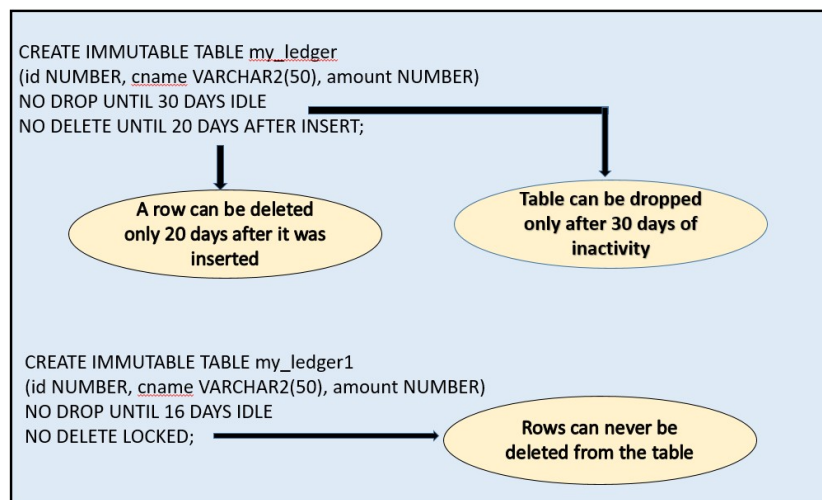 CREATE IMMUTABLE TABLE my_ledger
(id NUMBER, cname VARCHAR2(50), amount NUMBER)
NO DROP UNTIL 30 DAYS IDLE
NO DELETE UNTIL 20 DAYS AFTER INSERT;
A row can be deleted
only 20 days after it was
inserted
Table can be dropped
only after 30 days of
inactivity
CREATE IMMUTABLE TABLE my_ledger1
(id NUMBER, cname VARCHAR2(50), amount NUMBER)
NO DROP UNTIL 16 DAYS IDLE
NO DELETE LOCKED;
Rows can never be
deleted from the table